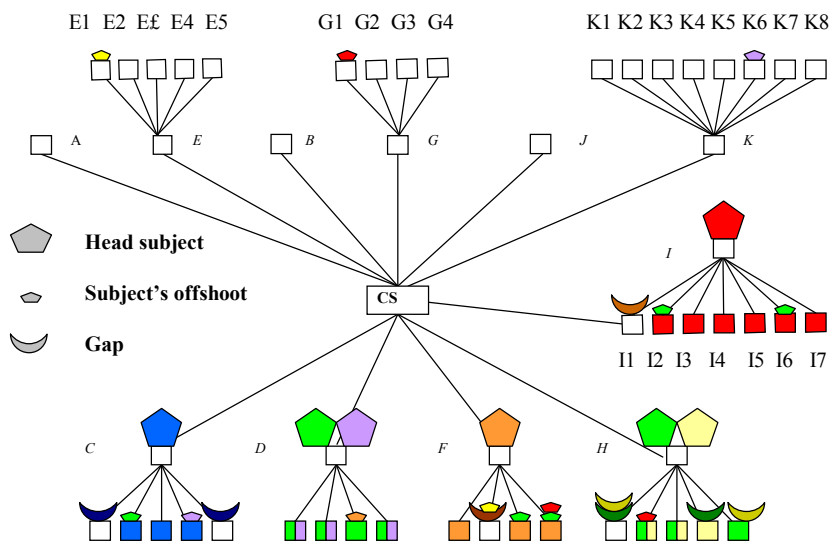 E1 E2 E£ E4 E5 G1 G2 G3 G4 K1 K2 K3 K4 K5 K6 K7 K8
A E B G J K
Head subject
I
Subject's offshoot
CS
Gap
I1 I2 I3 I4 I5 I6 I7
C D F H